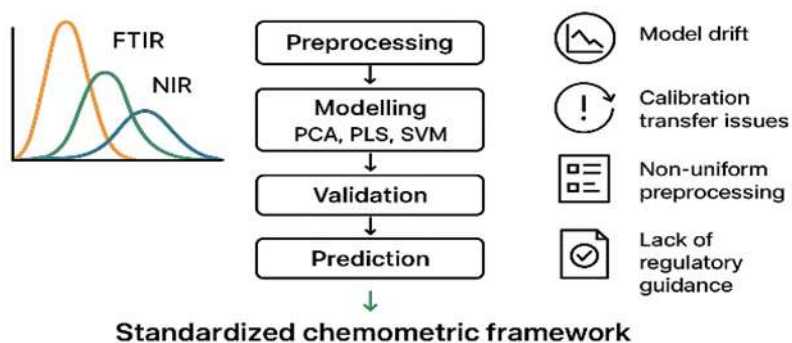 FTIR
NIR
Preprocessing
Modelling
PCA, PLS, SVM
Validation
Prediction
Standardized chemometric framework
Model drift
Calibration
transfer issues
Non-uniform
preprocessing
Lack of
regulatory
guidance